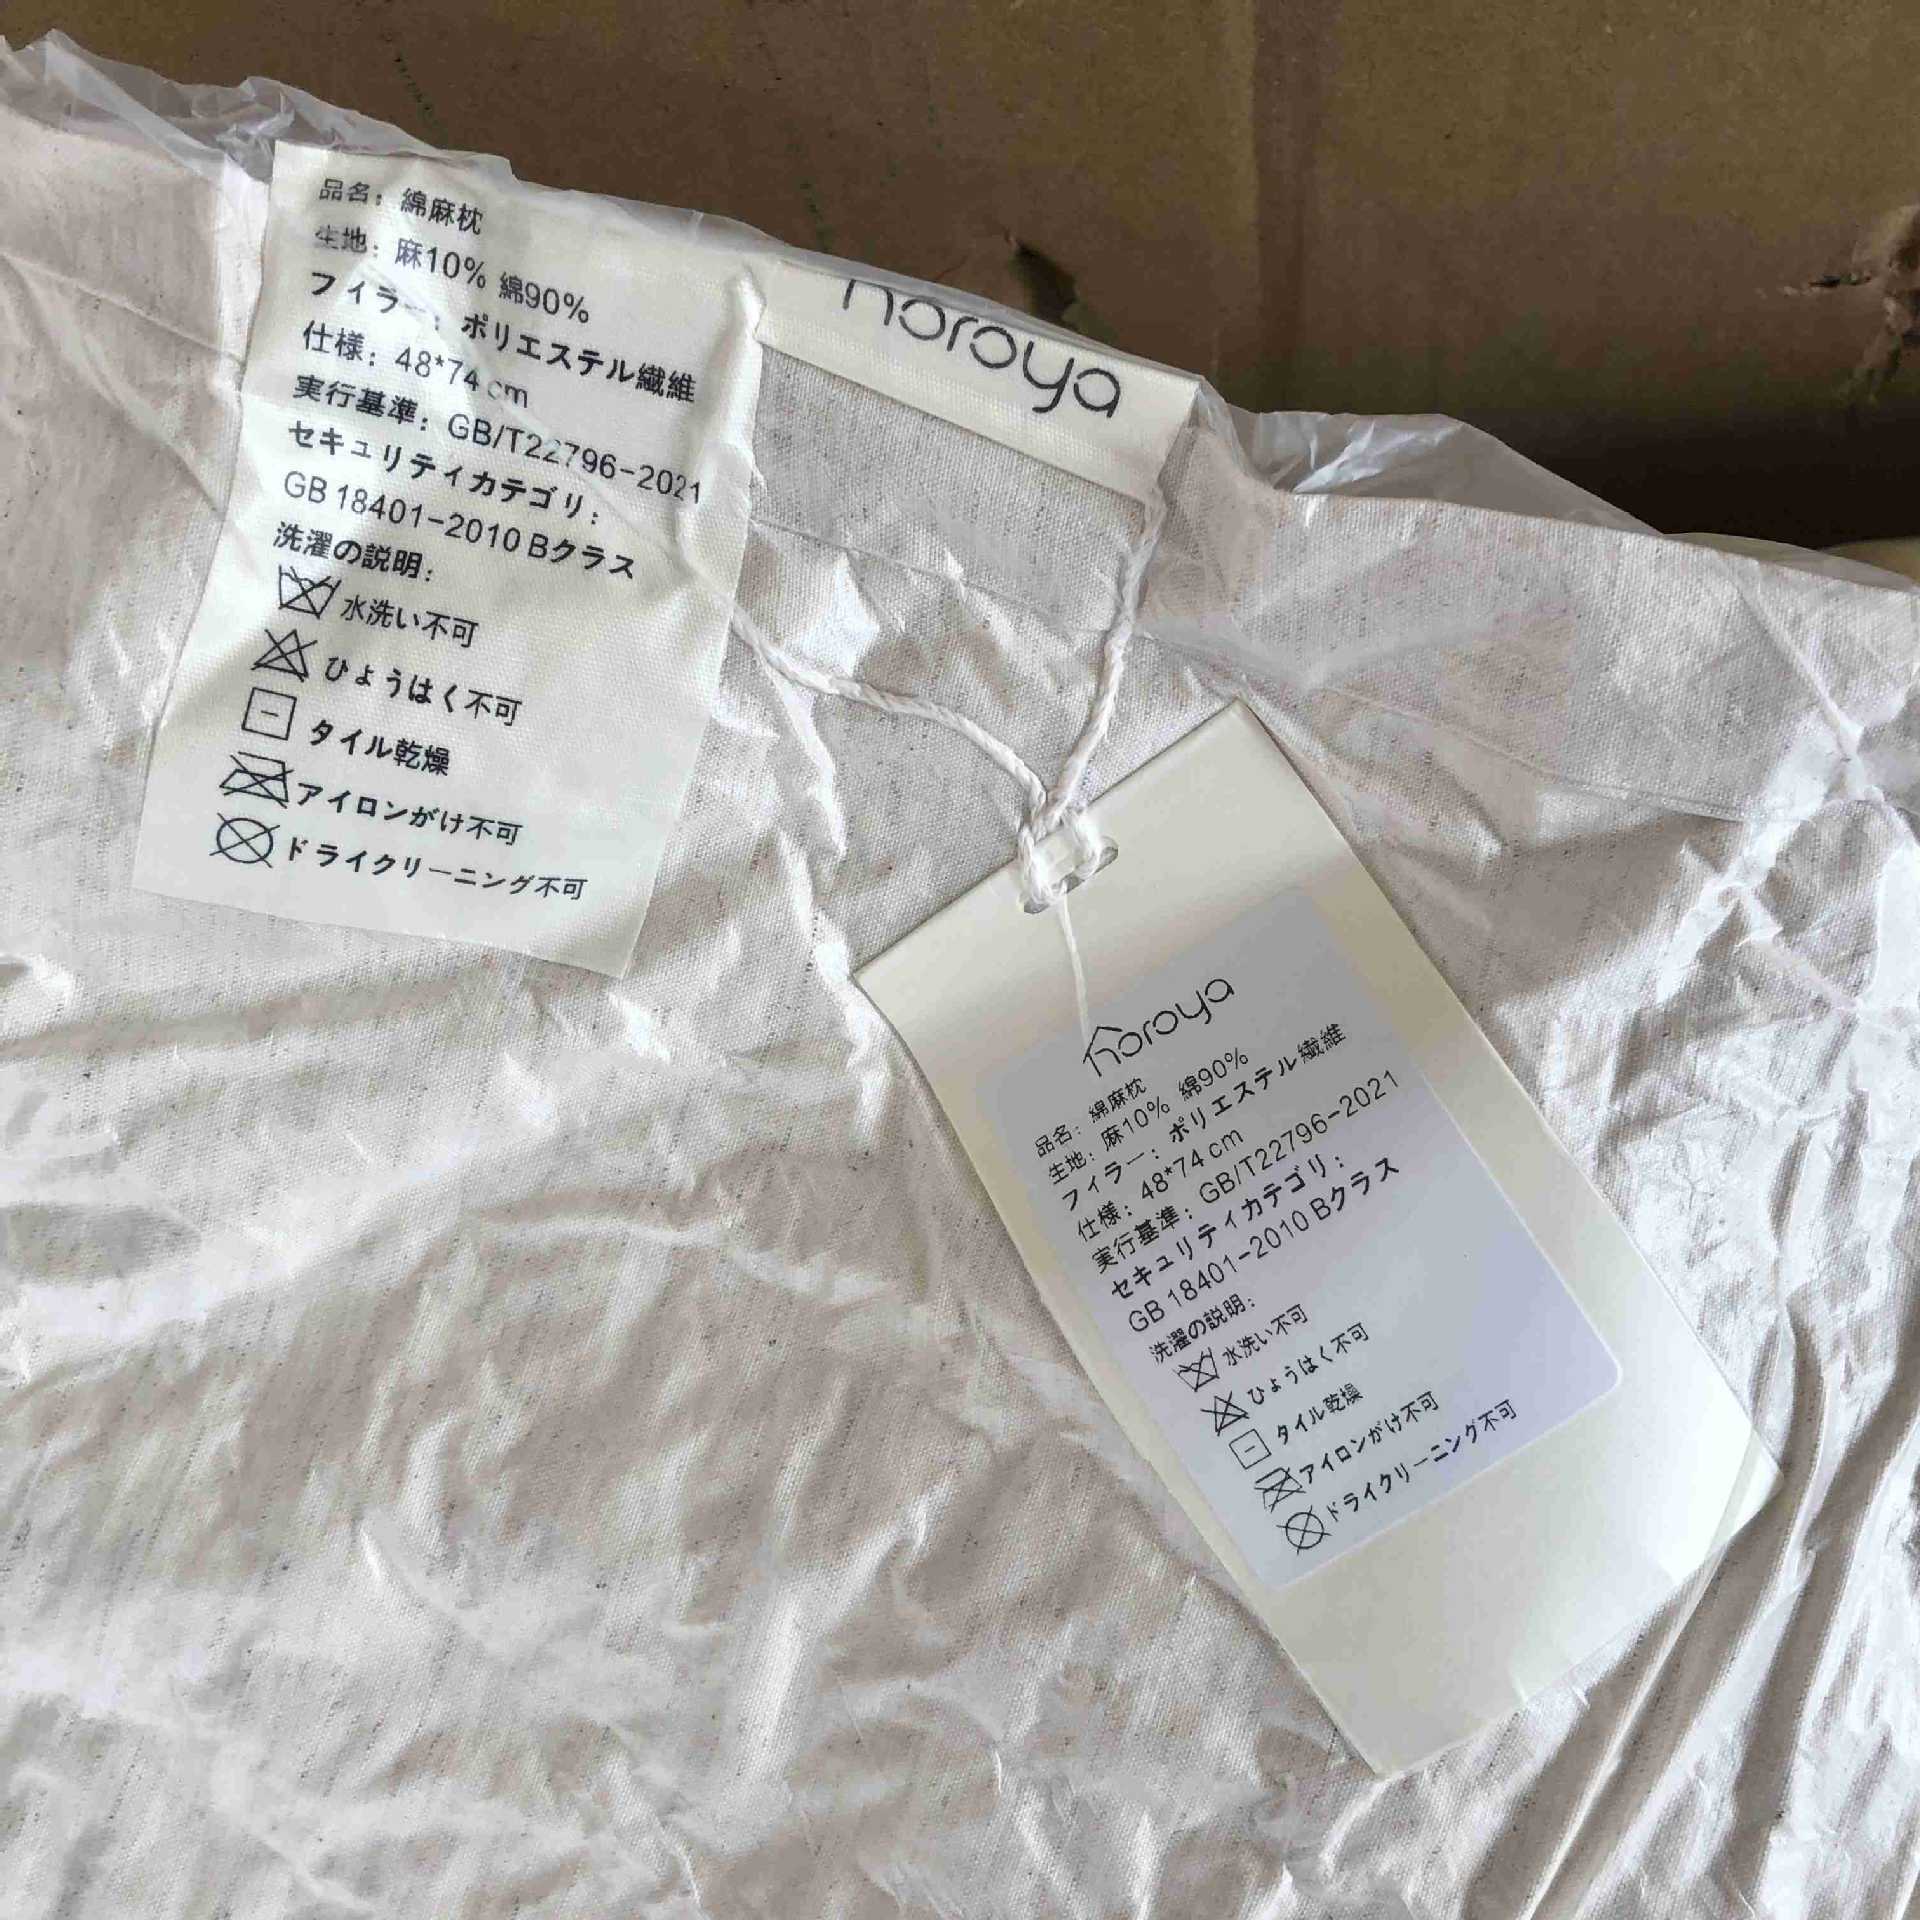 品名：綿麻枕
生地：麻10% 綿90%
フィラー：ポリエステル繊維
仕様：48*74cm
実行基準：GB/T22796-2021
セキュリティカテゴリ：
GB 18401-2010 Bクラス
洗濯の説明：
水洗い不可
ひょうはく不可
タイル乾燥
アイロンがけ不可
ドライクリーニング不可
noroya
noroya
品名：綿麻枕
生地：麻10% 綿90%
フィラー：ポリエステル繊維
仕様：48*74cm
実行基準：GB/T22796-2021
セキュリティカテゴリ：
GB 18401-2010 Bクラス
洗濯の説明：
水洗い不可
ひょうはく不可
タイル乾燥
アイロンがけ不可
ドライクリーニング不可